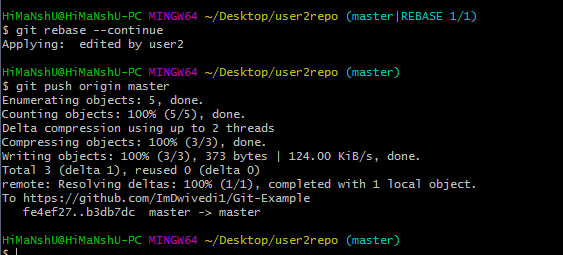 HiMaNshU@HiMaNShU-PC MINGW64 ~/Desktop/user2repo (master|REBASE 1/1)
$ git rebase --continue
Applying:  edited by user2
HiMaNshU@HiMaNShU-PC MINGW64 ~/Desktop/user2repo (master)
$ git push origin master
Enumerating objects: 5, done.
Counting objects: 100% (5/5), done.
Delta compression using up to 2 threads
Compressing objects: 100% (3/3), done.
Writing objects: 100% (3/3), 373 bytes | 124.00 KiB/s, done.
Total 3 (delta 1), reused 0 (delta 0)
remote: Resolving deltas: 100% (1/1), completed with 1 local object.
To https://github.com/ImDwivedi1/Git-Example
   fe4ef27..b3db7dc  master -> master
HiMaNshU@HiMaNShU-PC MINGW64 ~/Desktop/user2repo (master)
$